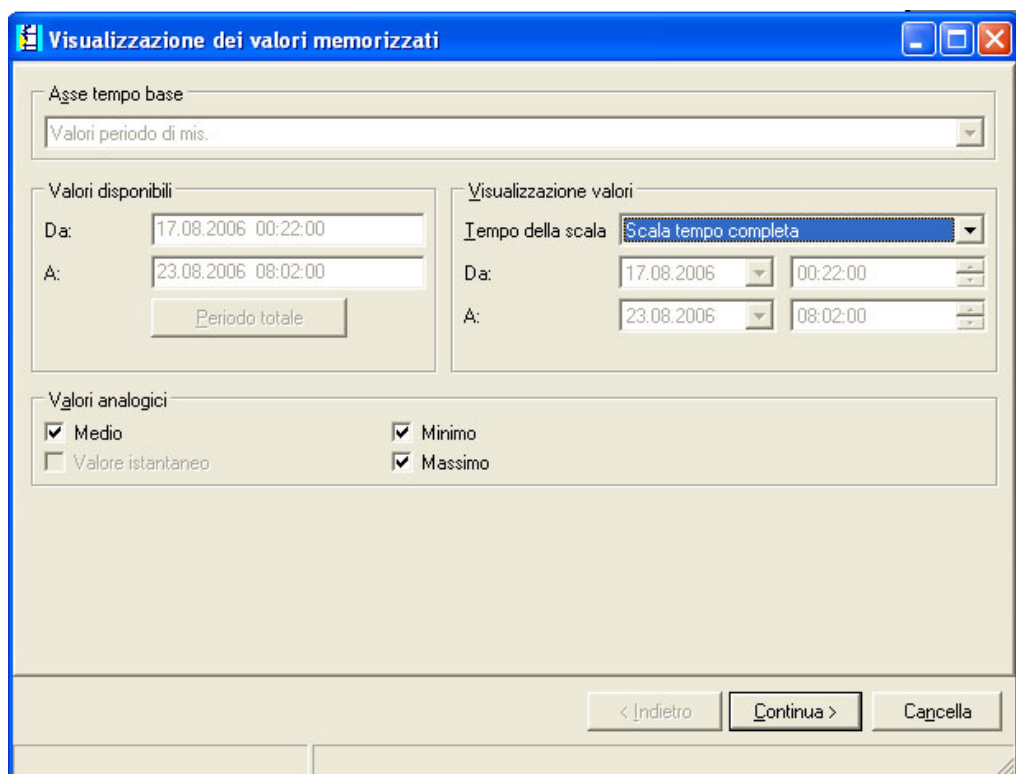 Visualizzazione dei valori memorizzati
Asse tempo base
Valori periodo di mis.
Valori disponibili
Da: 17.08.2006 00:22:00
A: 23.08.2006 08:02:00
Periodo totale
Visualizzazione valori
Tempo della scala Scala tempo completa
Da: 17.08.2006 00:22:00
A: 23.08.2006 08:02:00
Valori analogici
Medio
Minimo
Valore istantaneo
Massimo
< Indietro
Continua >
Cancella